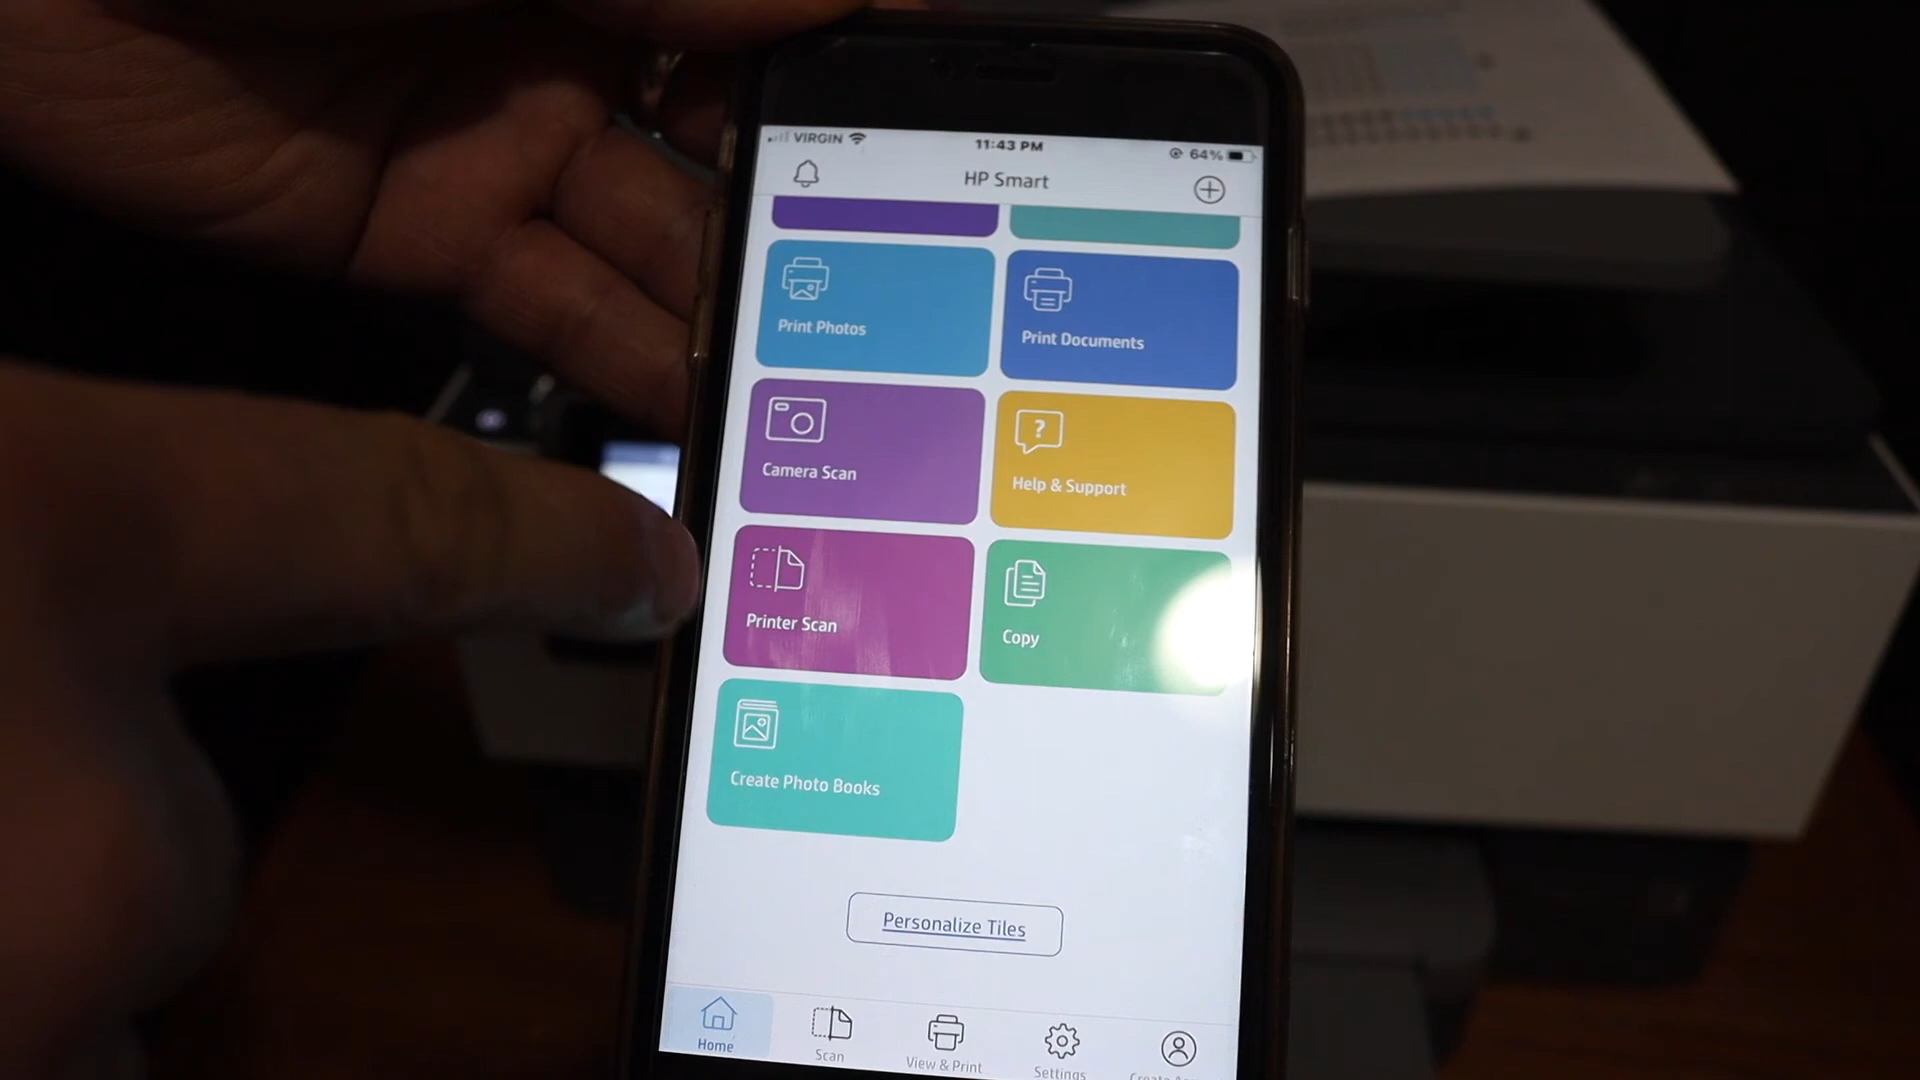 VIRGIN 11:43 PM 64%
HP Smart
Print Photos
Print Documents
Camera Scan
Help & Support
Printer Scan
Copy
Create Photo Books
Personalize Tiles
Home
Scan
View & Print
Settings
Create